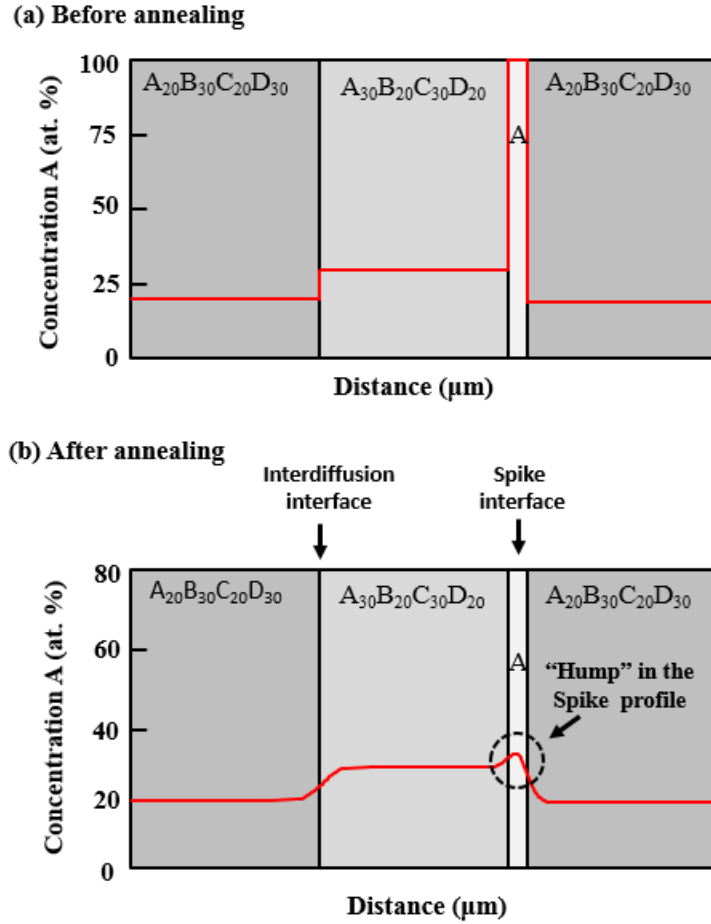 (a) Before annealing
A₂₀B₃₀C₂₀D₃₀ A₃₀B₂₀C₃₀D₂₀ A₂₀B₃₀C₂₀D₃₀
A
Concentration A (at. %)
100
75
50
25
0
Distance (µm)
(b) After annealing
Interdiffusion
interface
Spike
interface
A₂₀B₃₀C₂₀D₃₀ A₃₀B₂₀C₃₀D₂₀ A₂₀B₃₀C₂₀D₃₀
A
“Hump” in the
Spike profile
Concentration A (at. %)
80
60
40
20
0
Distance (µm)